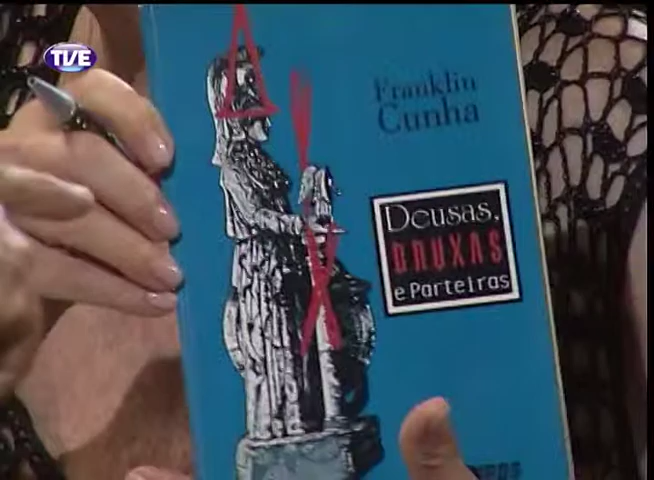 TVE
Franklin
Cunha
Deusas,
BRUXAS
e Parteiras